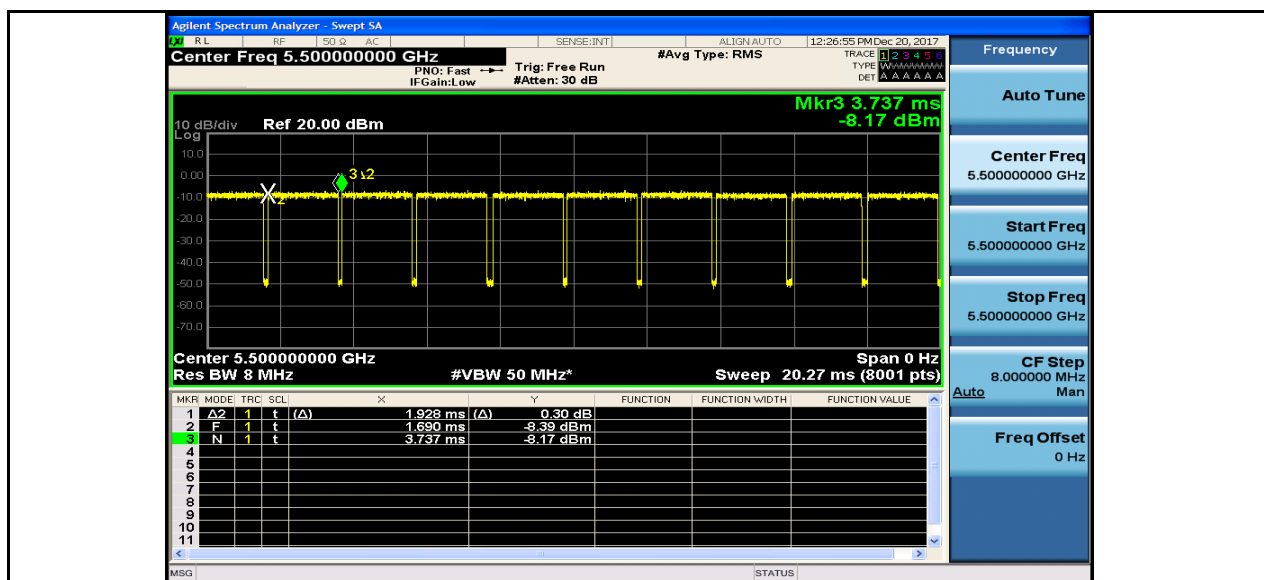 Agilent Spectrum Analyzer - Swept SA
LXI RL RF 50 Ω AC SENSE:INT ALIGN AUTO 12:26:55 PM Dec 20, 2017
Center Freq 5.500000000 GHz #Avg Type: RMS TRACE 1 2 3 4 5 6
PNO: Fast Trig: Free Run TYPE
IFGain:Low #Atten: 30 dB DET A A A A A A
Mkr3 3.737 ms
-8.17 dBm
10 dB/div Ref 20.00 dBm
Log
10.0
0.00
-10.0
-20.0
-30.0
-40.0
-50.0
-60.0
-70.0
3 Δ2
2
Center 5.500000000 GHz Span 0 Hz
Res BW 8 MHz #VBW 50 MHz* Sweep 20.27 ms (8001 pts)
MKR MODE TRC SCL X Y FUNCTION FUNCTION WIDTH FUNCTION VALUE
1 Δ2 1 t (Δ) 1.928 ms (Δ) 0.30 dB
2 F 1 t 1.690 ms -8.39 dBm
3 N 1 t 3.737 ms -8.17 dBm
4
5
6
7
8
9
10
11
MSG STATUS
Frequency
Auto Tune
Center Freq
5.500000000 GHz
Start Freq
5.500000000 GHz
Stop Freq
5.500000000 GHz
CF Step
8.000000 MHz
Auto Man
Freq Offset
0 Hz